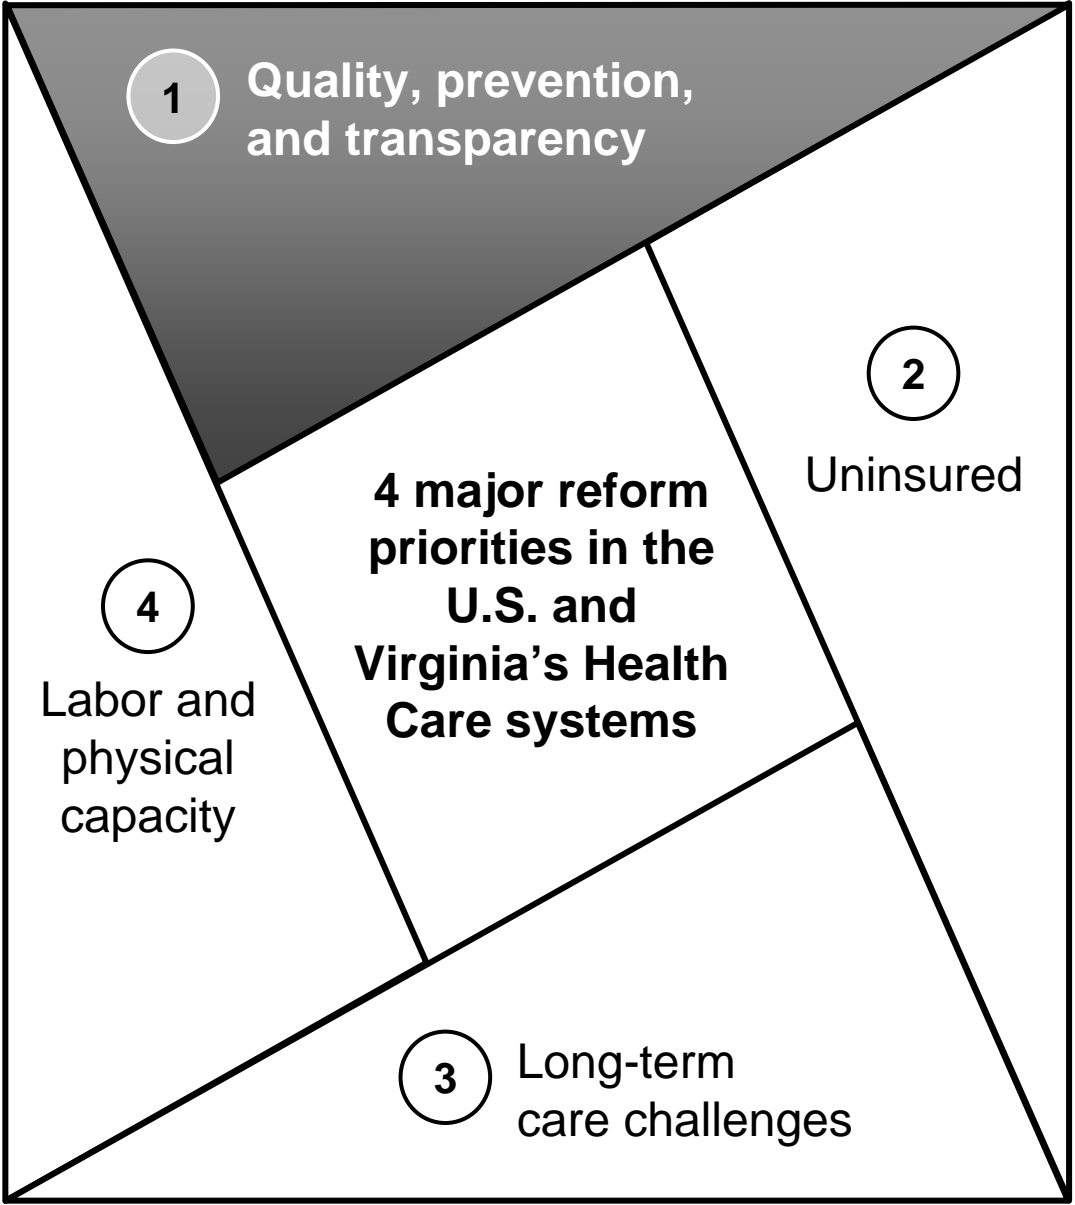 1
Quality, prevention,
and transparency
2
Uninsured
4 major reform
priorities in the
U.S. and
Virginia’s Health
Care systems
4
Labor and
physical
capacity
3
Long-term
care challenges